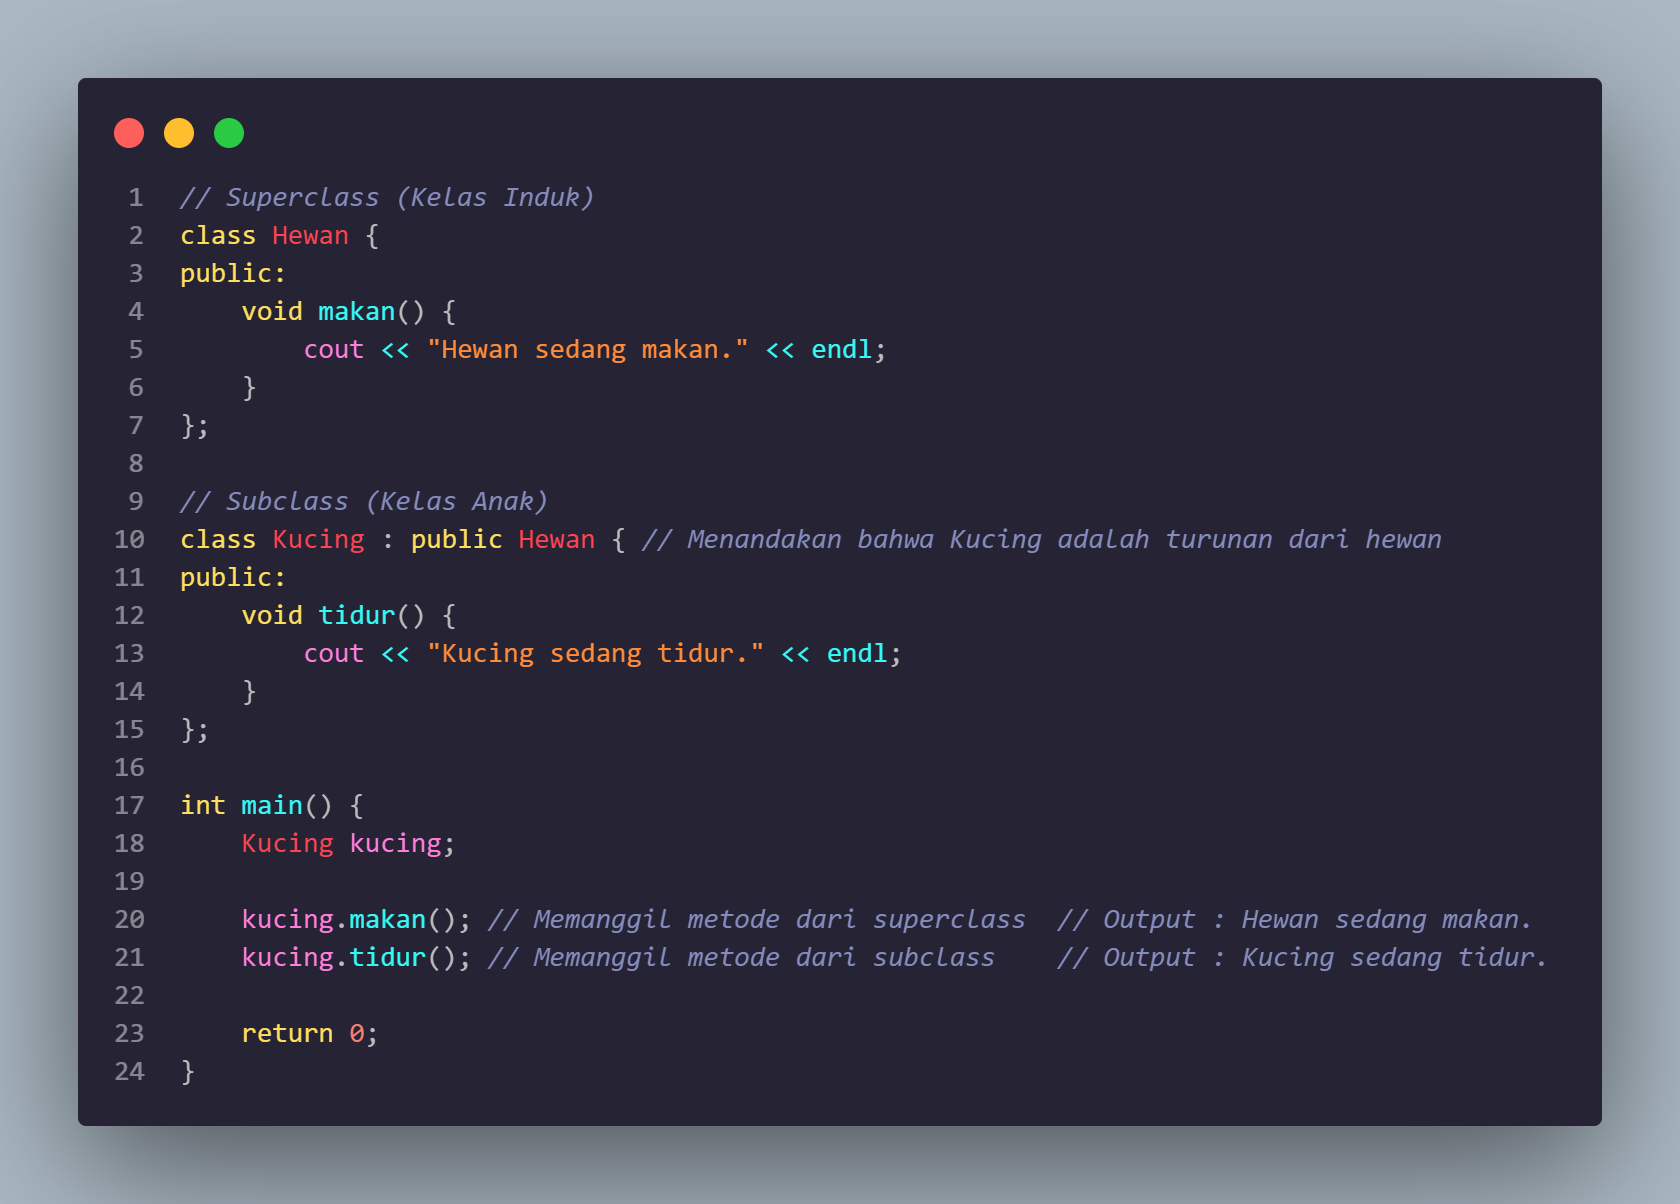 1 // Superclass (Kelas Induk)
2 class Hewan {
3 public:
4     void makan() {
5         cout << "Hewan sedang makan." << endl;
6     }
7 };
8
9 // Subclass (Kelas Anak)
10 class Kucing : public Hewan { // Menandakan bahwa Kucing adalah turunan dari hewan
11 public:
12     void tidur() {
13         cout << "Kucing sedang tidur." << endl;
14     }
15 };
16
17 int main() {
18     Kucing kucing;
19
20     kucing.makan(); // Memanggil metode dari superclass  // Output : Hewan sedang makan.
21     kucing.tidur(); // Memanggil metode dari subclass    // Output : Kucing sedang tidur.
22
23     return 0;
24 }